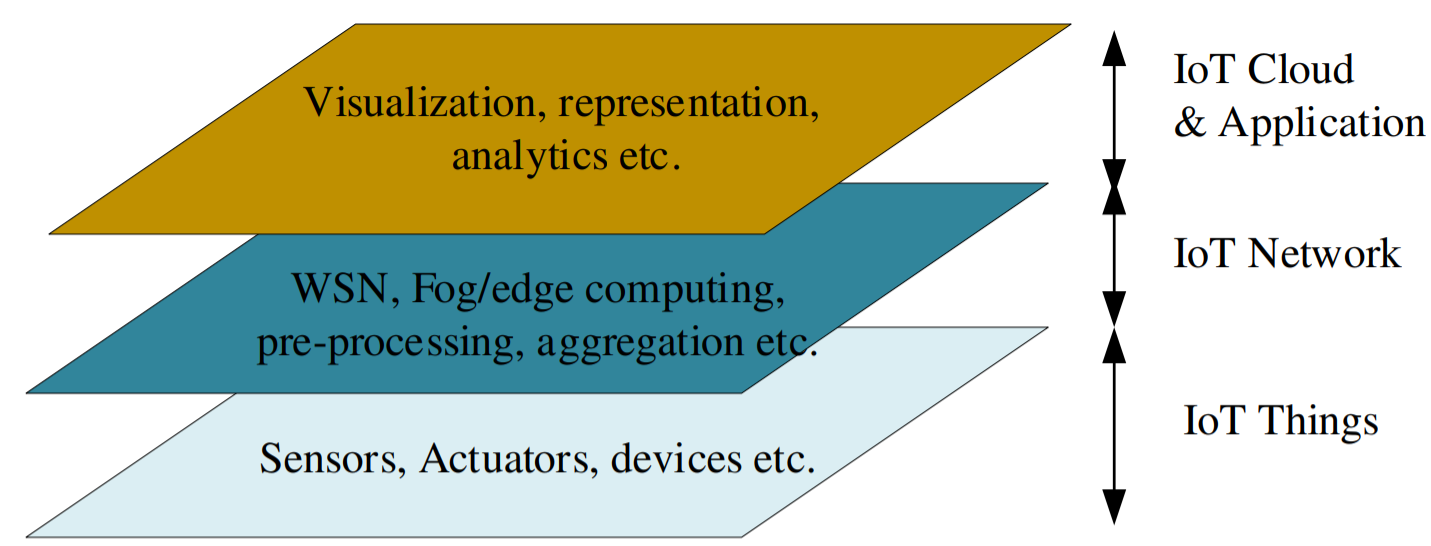 Visualization, representation,
analytics etc.
IoT Cloud
& Application
WSN, Fog/edge computing,
pre-processing, aggregation etc.
IoT Network
Sensors, Actuators, devices etc.
IoT Things